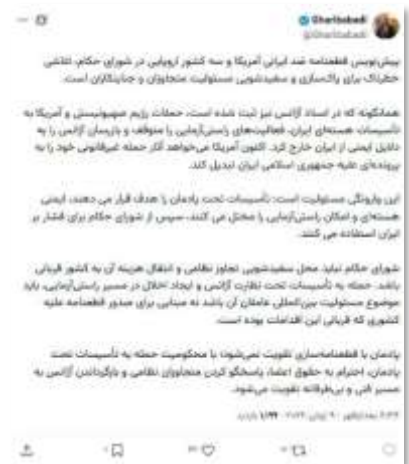 Gharibabadi
@Gharibabadi
پیش‌نویس قطعنامه ضد ایرانی آمریکا و سه کشور اروپایی در شورای حکام، تلاشی
خطرناک برای پاک‌سازی و سفیدشویی مسئولیت متجاوزان و جنایتکاران است.
همانگونه که در اسناد آژانس نیز ثبت شده است، حملات رژیم صهیونیستی و آمریکا به
تأسیسات هسته‌ای ایران، فعالیت‌های راستی‌آزمایی را متوقف و بازرسان آژانس را به
دلایل ایمنی از ایران خارج کرد. اکنون آمریکا می‌خواهد آثار حمله غیرقانونی خود را به
پرونده‌ای علیه جمهوری اسلامی ایران تبدیل کند.
این وارونگی مسئولیت است: تأسیسات تحت پادمان را هدف قرار می دهند، ایمنی
هسته‌ای و امکان راستی‌آزمایی را مختل می کنند، سپس از شورای حکام برای فشار بر
ایران استفاده می کنند.
شورای حکام نباید محل سفیدشویی تجاوز نظامی و انتقال هزینه آن به کشور قربانی
باشد. حمله به تأسیسات تحت نظارت آژانس و ایجاد اخلال در مسیر راستی‌آزمایی، باید
موضوع مسئولیت بین‌المللی عاملان آن باشد نه مبنایی برای صدور قطعنامه علیه
کشوری که قربانی این اقدامات بوده است.
پادمان با قطعنامه‌سازی تقویت نمی‌شود؛ با محکومیت حمله به تأسیسات تحت
پادمان، احترام به حقوق اعضا، پاسخگو کردن متجاوزان نظامی و بازگرداندن آژانس به
مسیر فنی و بی‌طرفانه تقویت می‌شود.